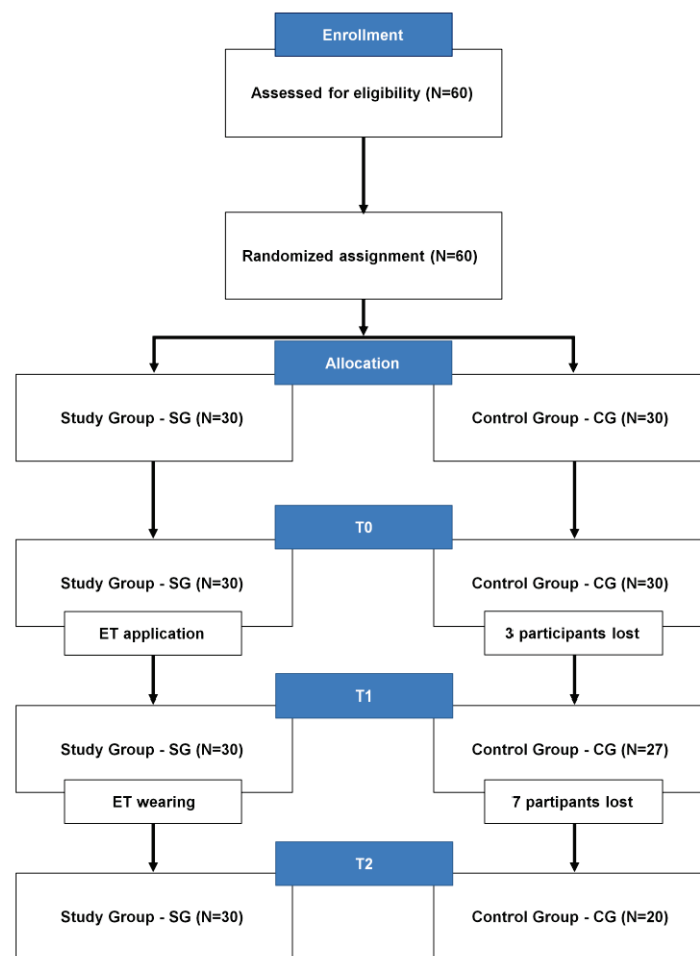 Enrollment
Assessed for eligibility (N=60)
Randomized assignment (N=60)
Allocation
Study Group - SG (N=30)
Control Group - CG (N=30)
T0
Study Group - SG (N=30)
Control Group - CG (N=30)
ET application
3 participants lost
T1
Study Group - SG (N=30)
Control Group - CG (N=27)
ET wearing
7 partipants lost
T2
Study Group - SG (N=30)
Control Group - CG (N=20)